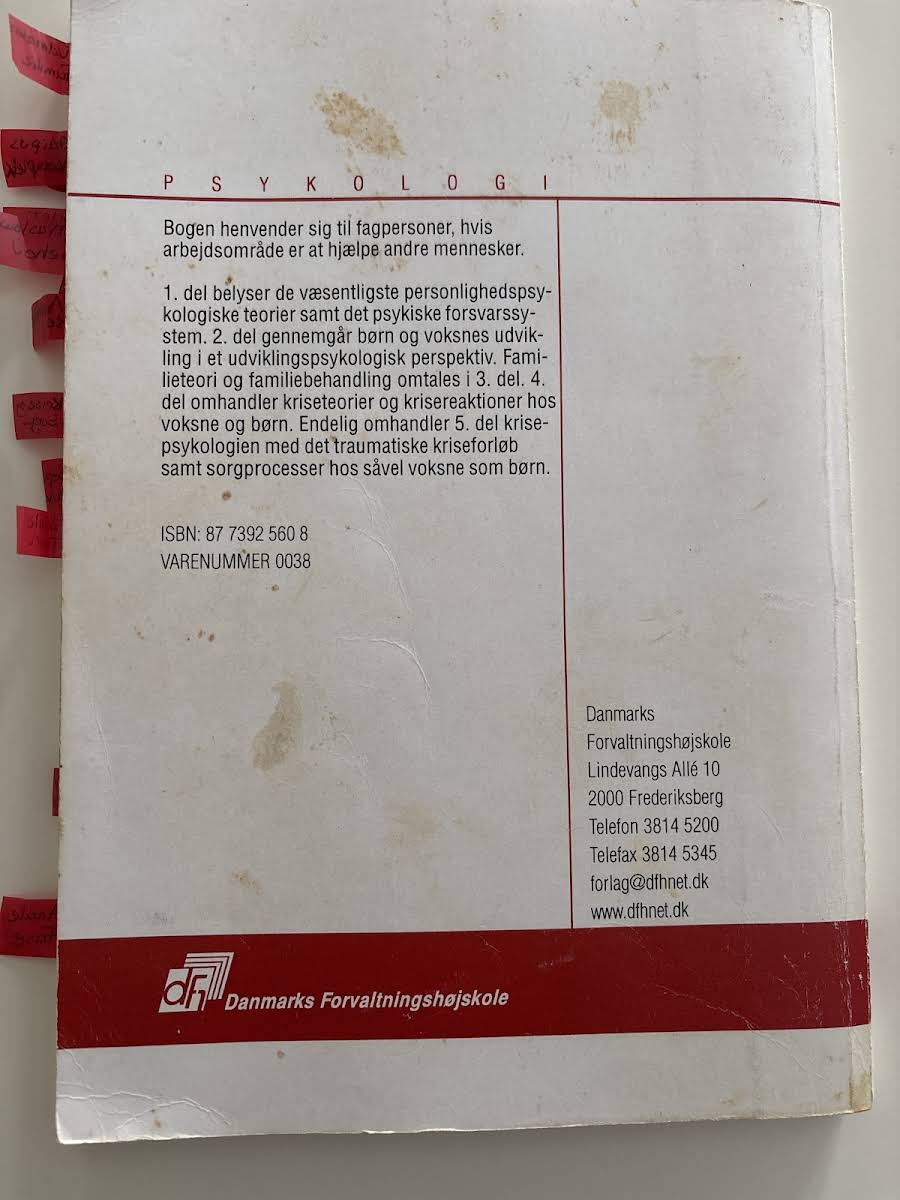 PSYKOLOGI
Bogen henvender sig til fagpersoner, hvis
arbejdsområde er at hjælpe andre mennesker.
1. del belyser de væsentligste personlighedspsy-
kologiske teorier samt det psykiske forsvarssy-
stem. 2. del gennemgår børn og voksnes udvik-
ling i et udviklingspsykologisk perspektiv. Fami-
lieteori og familiebehandling omtales i 3. del. 4.
del omhandler kriseteorier og krisereaktioner hos
voksne og børn. Endelig omhandler 5. del krise-
psykologien med det traumatiske kriseforløb
samt sorgprocesser hos såvel voksne som børn.
ISBN: 87 7392 560 8
VARENUMMER 0038
Danmarks
Forvaltningshøjskole
Lindevangs Allé 10
2000 Frederiksberg
Telefon 3814 5200
Telefax 3814 5345
forlag@dfhnet.dk
www.dfhnet.dk
dfh Danmarks Forvaltningshøjskole